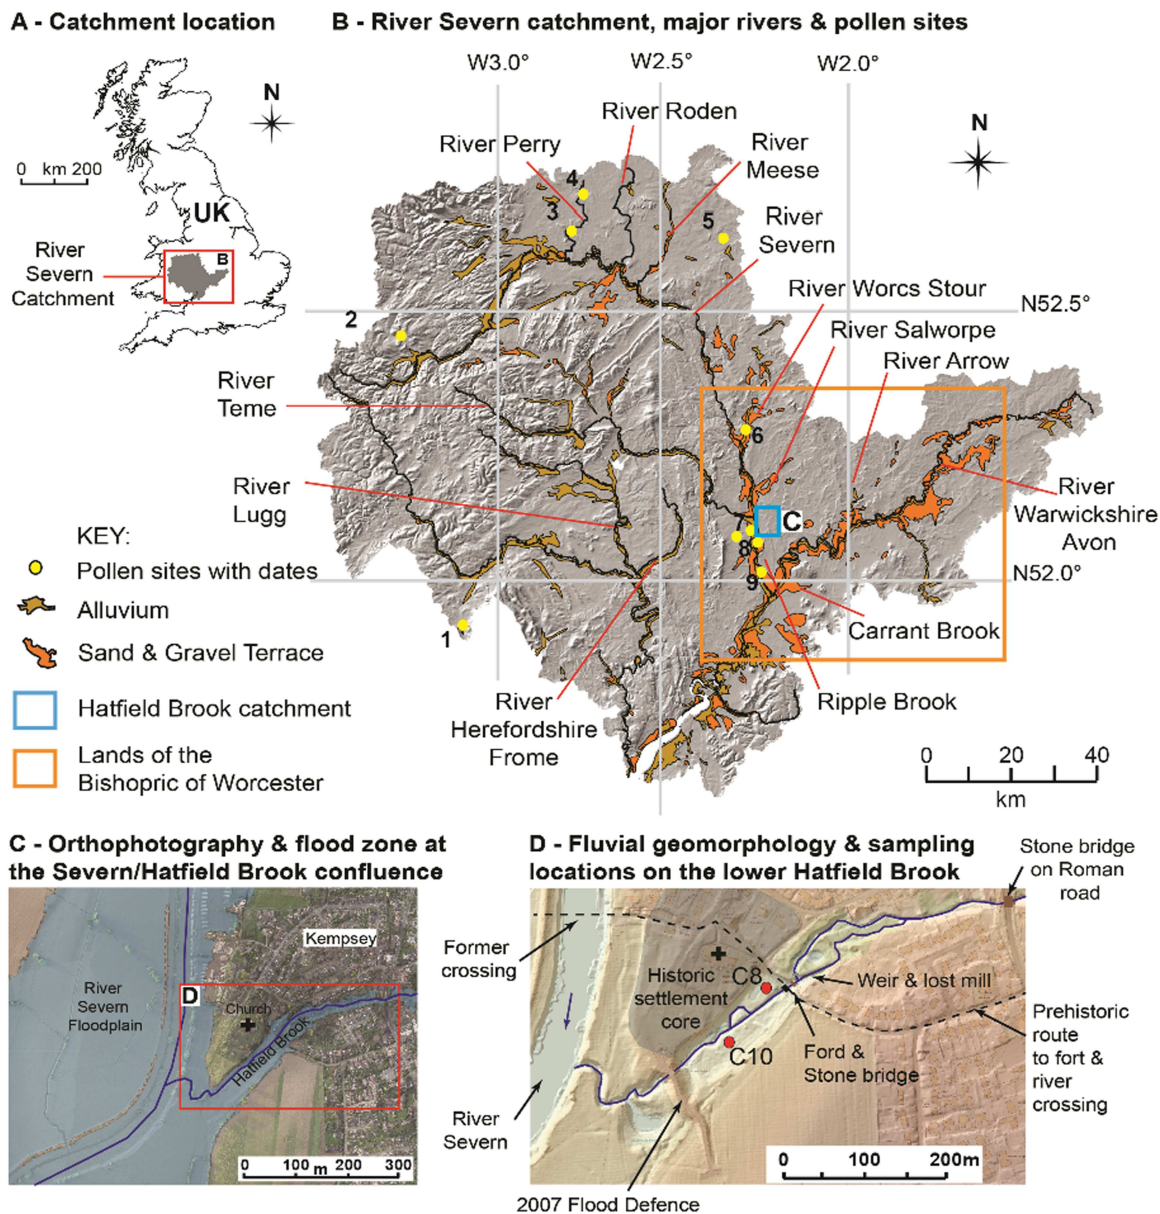 A - Catchment location
N
0 km 200
UK
B
River
Severn
Catchment
B - River Severn catchment, major rivers & pollen sites
W3.0°
W2.5°
W2.0°
N
River Roden
River Perry
River
Meese
River
Severn
River Worcs Stour
N52.5°
River Salworpe
River Arrow
4
3
5
2
River
Teme
6
River
Lugg
7
C
8
9
River
Warwickshire
Avon
N52.0°
1
Carrant Brook
Ripple Brook
River
Herefordshire
Frome
0 20 40
km
KEY:
Pollen sites with dates
Alluvium
Sand & Gravel Terrace
Hatfield Brook catchment
Lands of the
Bishopric of Worcester
C - Orthophotography & flood zone at
the Severn/Hatfield Brook confluence
Kempsey
D
River
Severn
Floodplain
Church
Hatfield Brook
0 100 m 200 300
D - Fluvial geomorphology & sampling
locations on the lower Hatfield Brook
Stone bridge
on Roman
road
Former
crossing
Historic
settlement
core
C8
Weir & lost mill
C10
Ford &
Stone bridge
Prehistoric
route
to fort &
river
crossing
River
Severn
0 100 200m
2007 Flood Defence